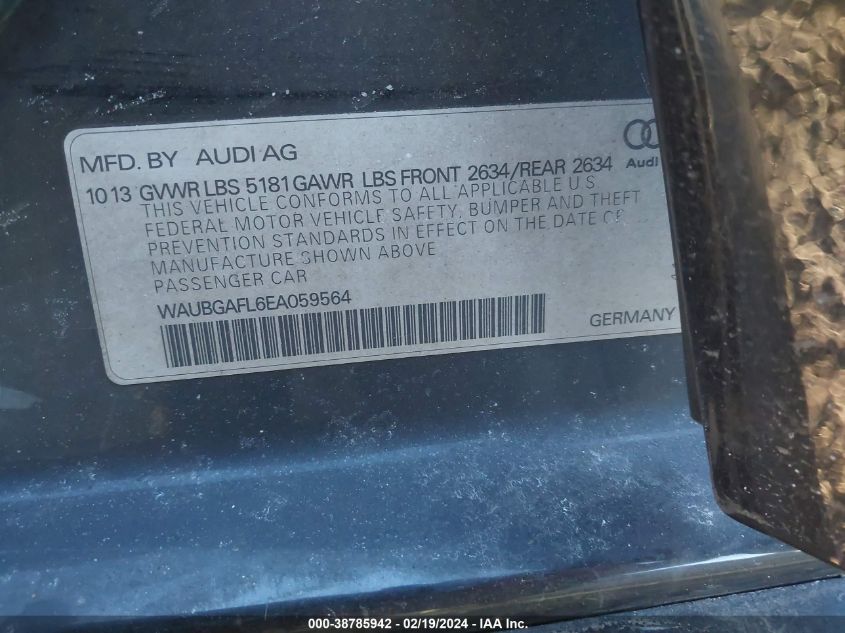 MFD. BY AUDI AG
Audi
10 13 GVWR LBS 5181 GAWR LBS FRONT 2634/REAR 2634
THIS VEHICLE CONFORMS TO ALL APPLICABLE U S
FEDERAL MOTOR VEHICLE SAFETY, BUMPER AND THEFT
PREVENTION STANDARDS IN EFFECT ON THE DATE OF
MANUFACTURE SHOWN ABOVE
PASSENGER CAR
WAUBGAFL6EA059564
GERMANY
000-38785942 - 02/19/2024 - IAA Inc.